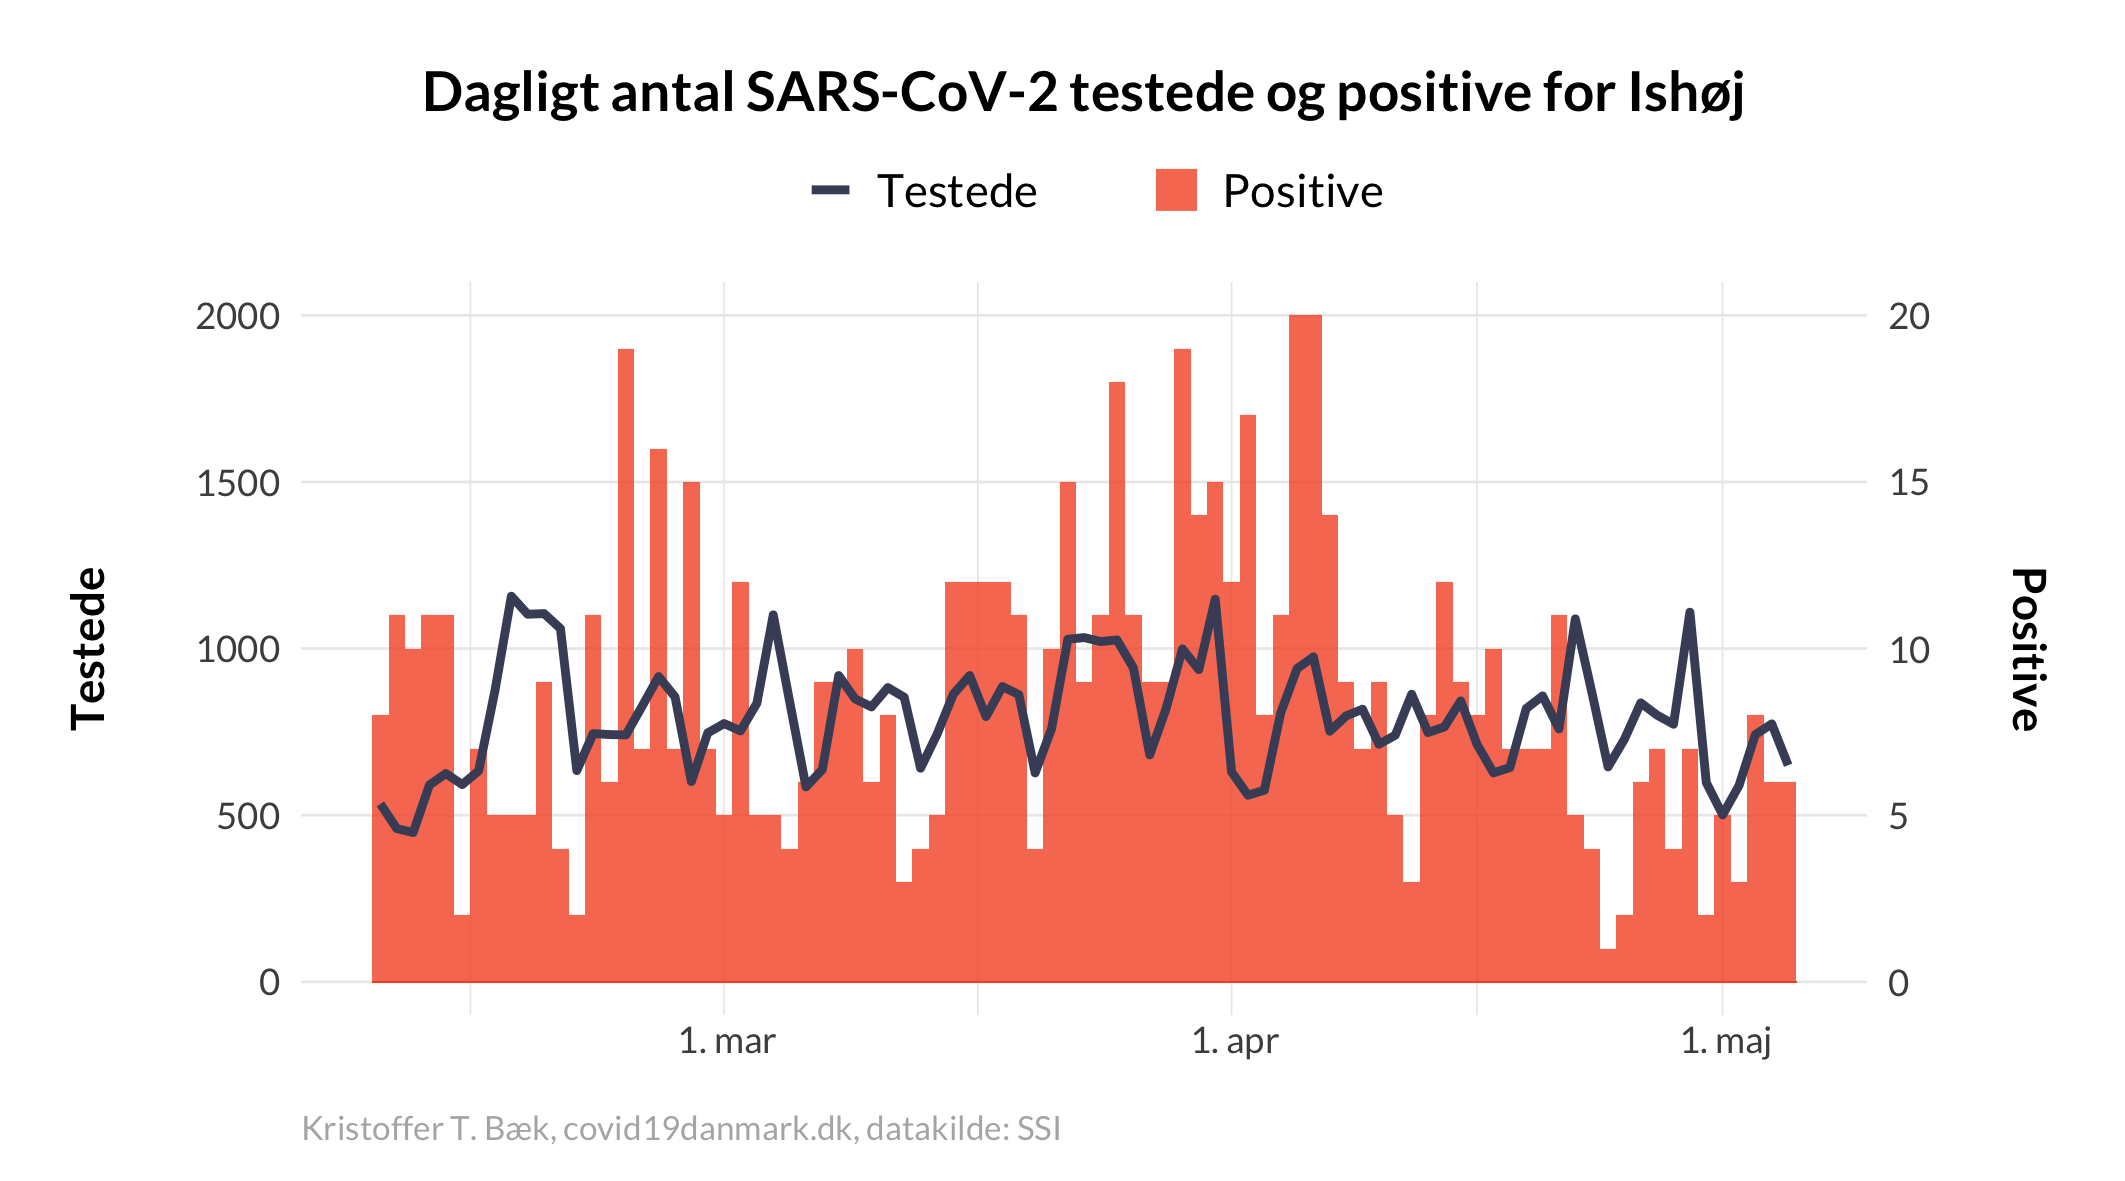 Dagligt antal SARS-CoV-2 testede og positive for Ishøj
Testede Positive
2000 20
1500 15
1000 10
500 5
0 0
Testede
Positive
1. mar 1. apr 1. maj
Kristoffer T. Bæk, covid19danmark.dk, datakilde: SSI